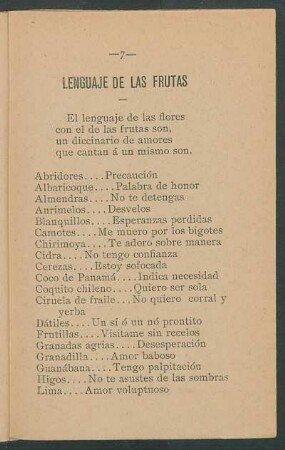 —7—
LENGUAJE DE LAS FRUTAS
El lenguaje de las flores
con el de las frutas son,
un diccinario de amores
que cantan á un mismo son.
Abridores....Precanción
Albaricoque....Palabra de honor
Almendras....No te detengas
Aurimelos....Desvelos
Blanquillos....Esperanzas perdidas
Camotes....Me muero por los bigotes
Chirimoya....Te adoro sobre manera
Cidra....No tengo confianza
Cerezas....Estoy sofocada
Coco de Panamá....Indica necesidad
Coquito chileno....Quiero ser sola
Ciruela de fraile...No quiero corral y
yerba
Dátiles....Un sí ó un nó prontito
Frutillas....Visitame sin recelos
Granadas agrias....Desesperación
Granadilla....Amor baboso
Guanábana....Tengo palpitación
Higos....No te asustes de las sombras
Lima....Amor voluptuoso